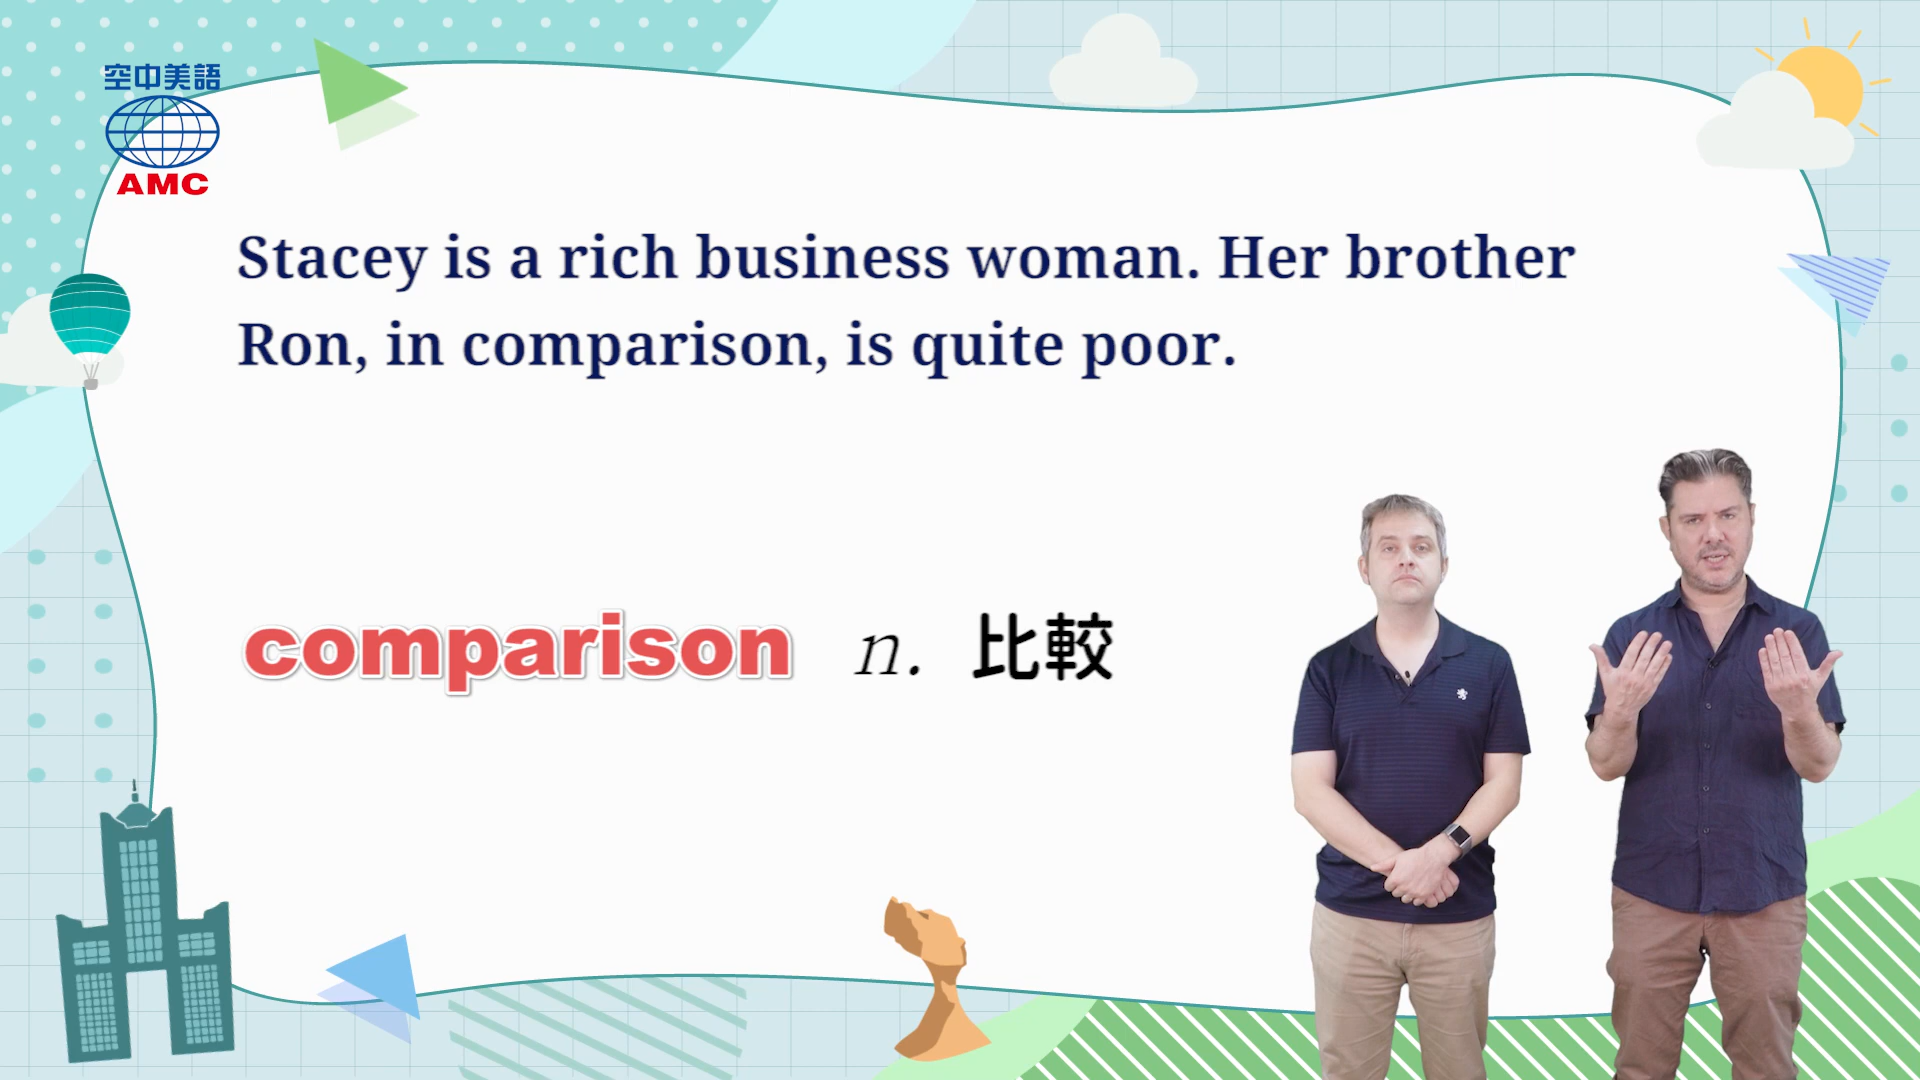 空中美語
AMC
Stacey is a rich business woman. Her brother
Ron, in comparison, is quite poor.
comparison n. 比較